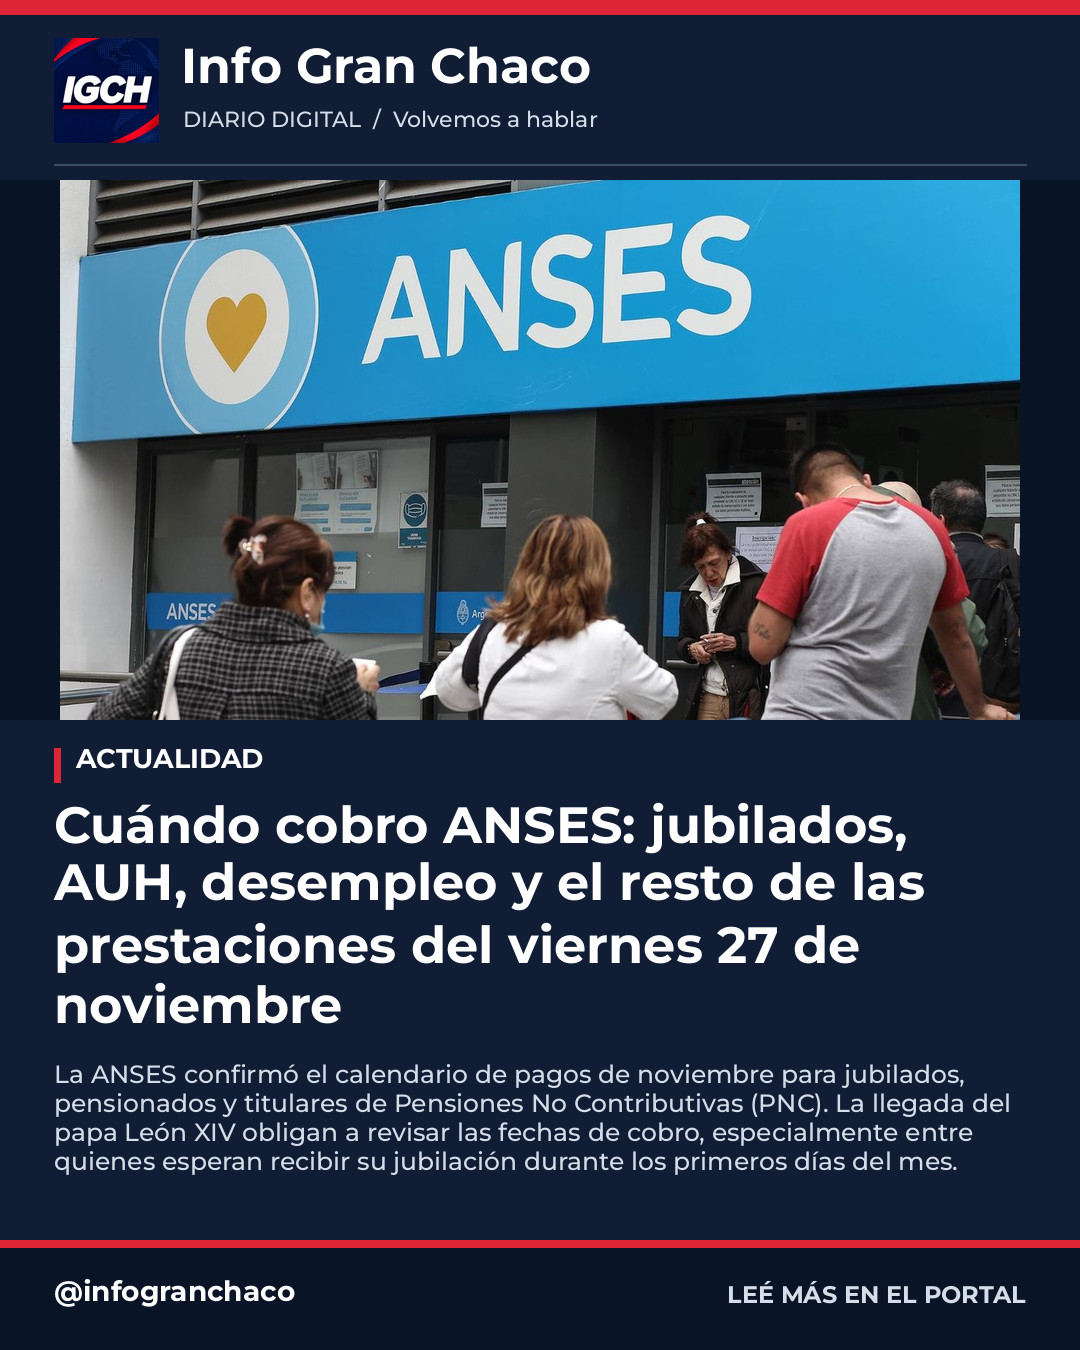 IGCH
Info Gran Chaco
DIARIO DIGITAL / Volvemos a hablar
ANSES
atención
Inscripción
ANSES
ACTUALIDAD
Cuándo cobro ANSES: jubilados,
AUH, desempleo y el resto de las
prestaciones del viernes 27 de
noviembre
La ANSES confirmó el calendario de pagos de noviembre para jubilados,
pensionados y titulares de Pensiones No Contributivas (PNC). La llegada del
papa León XIV obligan a revisar las fechas de cobro, especialmente entre
quienes esperan recibir su jubilación durante los primeros días del mes.
@infogranchaco
LEÉ MÁS EN EL PORTAL